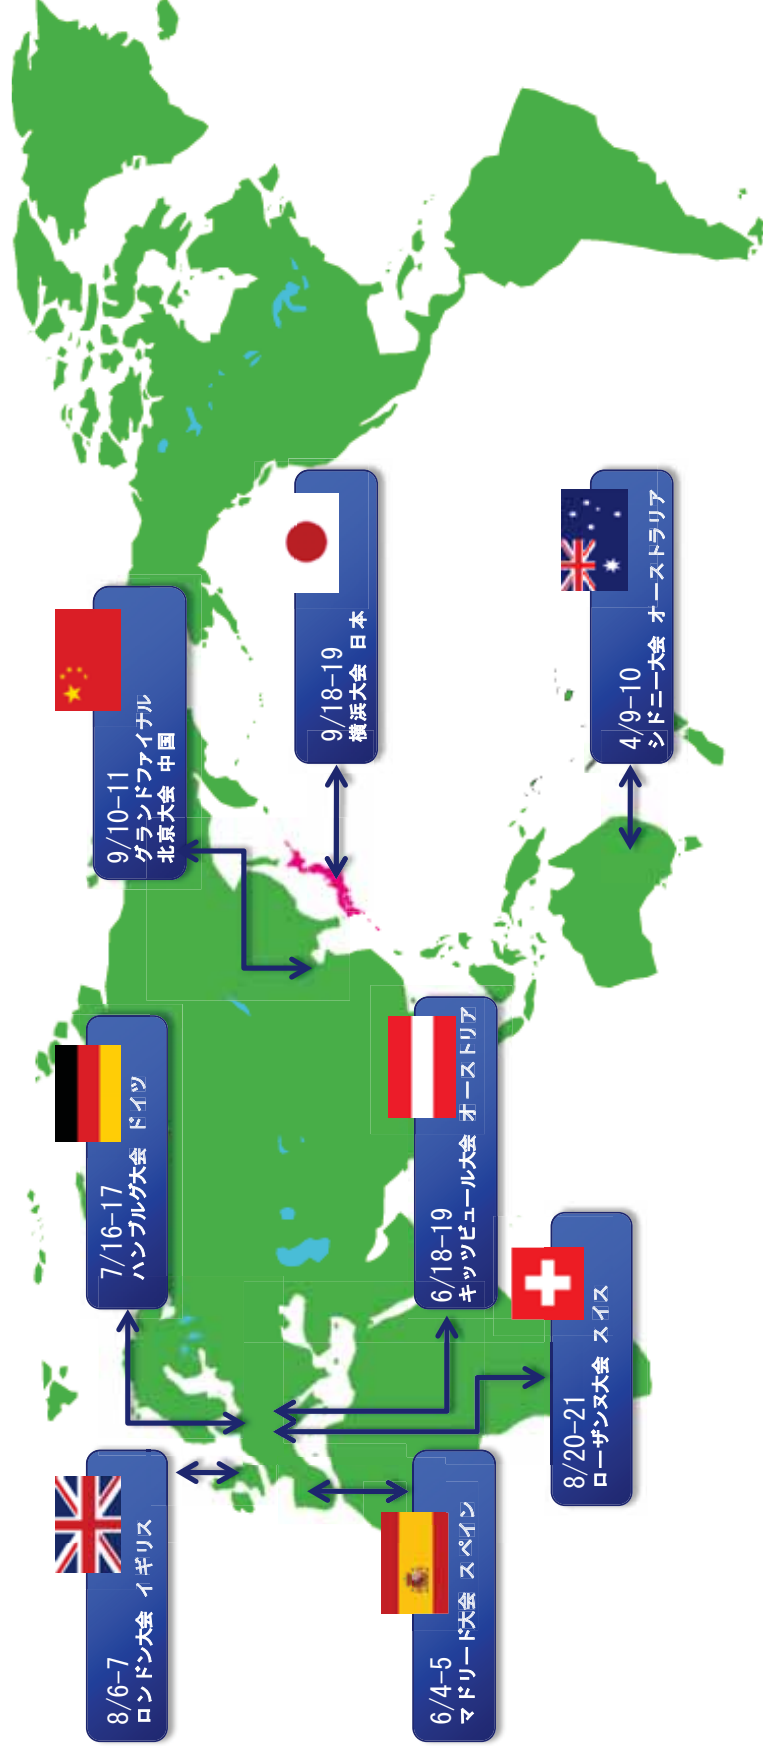 8/6-7
ロンドン大会 イギリス
7/16-17
ハンブルグ大会 ドイツ
9/10-11
グランドファイナル
北京大会 中国
9/18-19
横浜大会 日本
6/4-5
マドリード大会 スペイン
6/18-19
キッツビュール大会 オーストリア
8/20-21
ローザンヌ大会 スイス
4/9-10
シドニー大会 オーストラリア